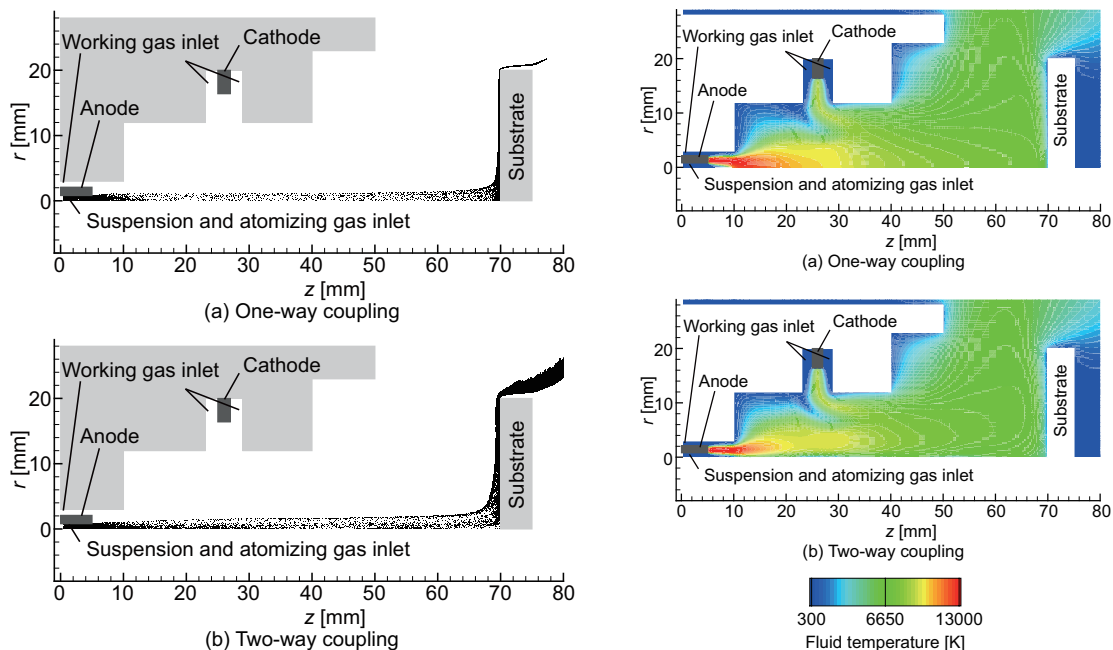 Working gas inlet
Cathode
Anode
Substrate
Suspension and atomizing gas inlet
r [mm]
20
10
0
0 10 20 30 40 50 60 70 80
z [mm]
(a) One-way coupling
Working gas inlet
Cathode
Anode
Substrate
Suspension and atomizing gas inlet
r [mm]
20
10
0
0 10 20 30 40 50 60 70 80
z [mm]
(b) Two-way coupling
Working gas inlet
Cathode
Anode
Substrate
Suspension and atomizing gas inlet
r [mm]
20
10
0
0 10 20 30 40 50 60 70 80
z [mm]
(a) One-way coupling
Working gas inlet
Cathode
Anode
Substrate
Suspension and atomizing gas inlet
r [mm]
20
10
0
0 10 20 30 40 50 60 70 80
z [mm]
(b) Two-way coupling
300 6650 13000
Fluid temperature [K]